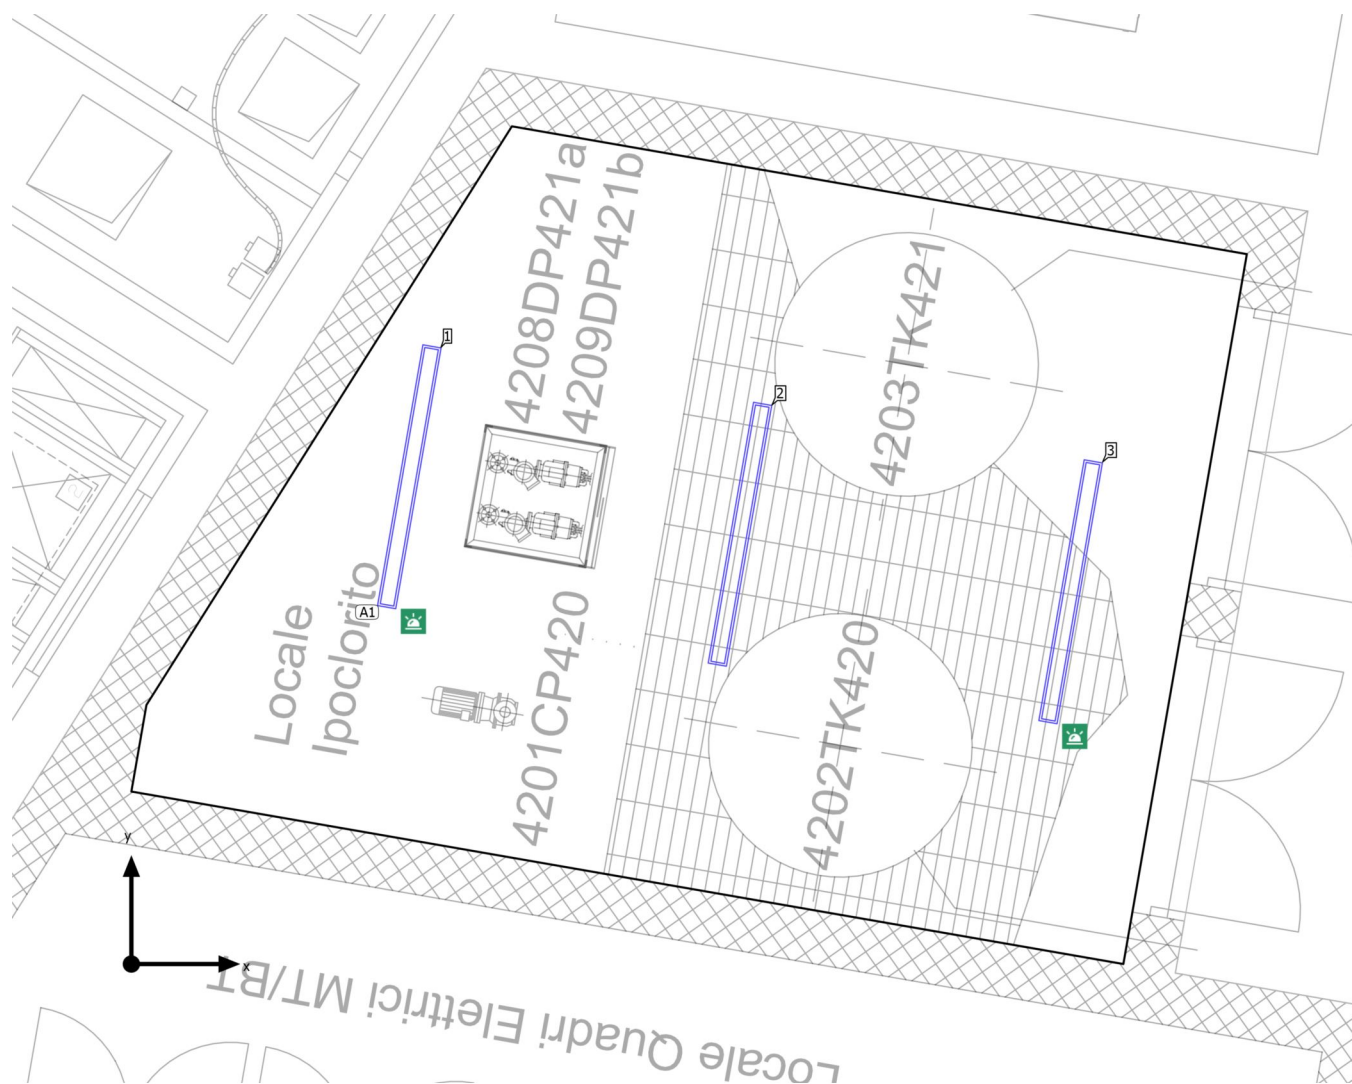 4208DP421a
4209DP421b
4203TK421
1
2
3
A1
Locale
Ipoclorito
4201CP420
4202TK420
y
x
Locale Quadri Elettrici MT/BT